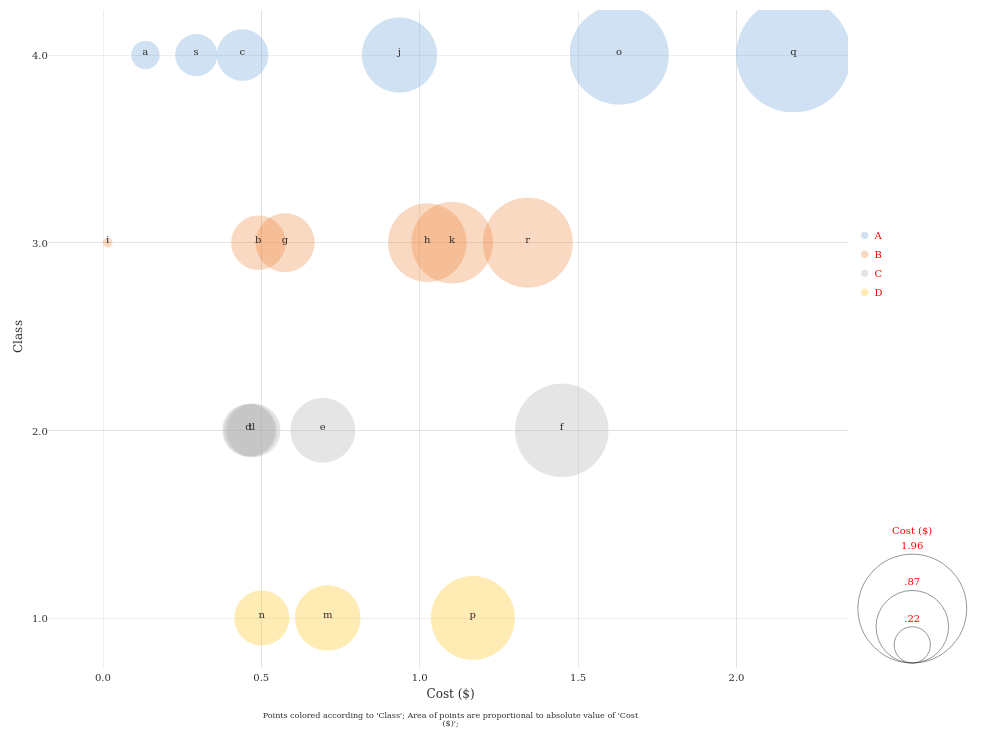 a s c j o q
4.0
i b g h k r
3.0
A
B
C
D
Class
e f
2.0
Cost ($)
1.96
.87
.22
n m p
1.0
0.0 0.5 1.0 1.5 2.0
Cost ($)
Points colored according to 'Class'; Area of points are proportional to absolute value of 'Cost
($)';